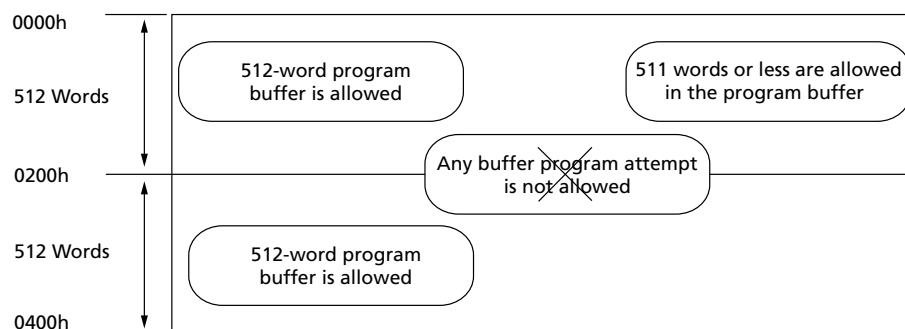 0000h
512 Words
512-word program
buffer is allowed
511 words or less are allowed
in the program buffer
Any buffer program attempt
is not allowed
0200h
512 Words
512-word program
buffer is allowed
0400h